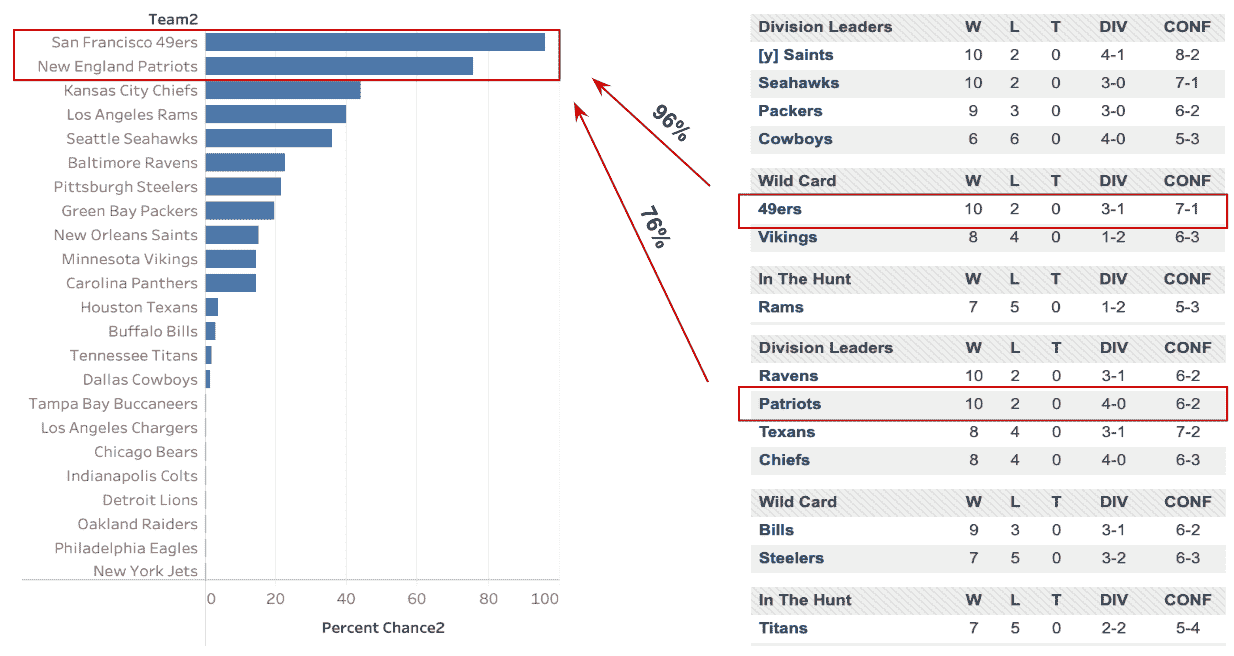 Team2
San Francisco 49ers
New England Patriots
Kansas City Chiefs
Los Angeles Rams
Seattle Seahawks
Baltimore Ravens
Pittsburgh Steelers
Green Bay Packers
New Orleans Saints
Minnesota Vikings
Carolina Panthers
Houston Texans
Buffalo Bills
Tennessee Titans
Dallas Cowboys
Tampa Bay Buccaneers
Los Angeles Chargers
Chicago Bears
Indianapolis Colts
Detroit Lions
Oakland Raiders
Philadelphia Eagles
New York Jets
0 20 40 60 80 100
Percent Chance2
96%
76%
Division Leaders W L T DIV CONF
[y] Saints 10 2 0 4-1 8-2
Seahawks 10 2 0 3-0 7-1
Packers 9 3 0 3-0 6-2
Cowboys 6 6 0 4-0 5-3
Wild Card W L T DIV CONF
49ers 10 2 0 3-1 7-1
Vikings 8 4 0 1-2 6-3
In The Hunt W L T DIV CONF
Rams 7 5 0 1-2 5-3
Division Leaders W L T DIV CONF
Ravens 10 2 0 3-1 6-2
Patriots 10 2 0 4-0 6-2
Texans 8 4 0 3-1 7-2
Chiefs 8 4 0 4-0 6-3
Wild Card W L T DIV CONF
Bills 9 3 0 3-1 6-2
Steelers 7 5 0 3-2 6-3
In The Hunt W L T DIV CONF
Titans 7 5 0 2-2 5-4